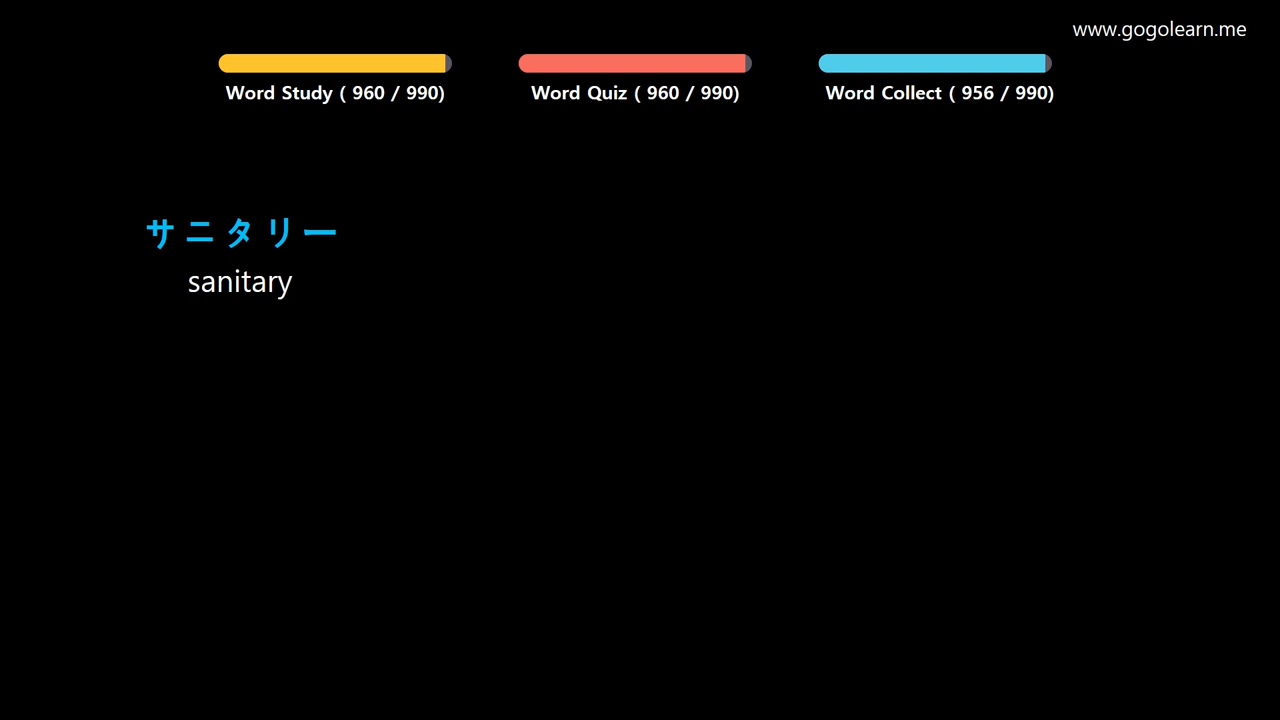 www.gogolearn.me
Word Study ( 960 / 990)
Word Quiz ( 960 / 990)
Word Collect ( 956 / 990)
サニタリー
sanitary